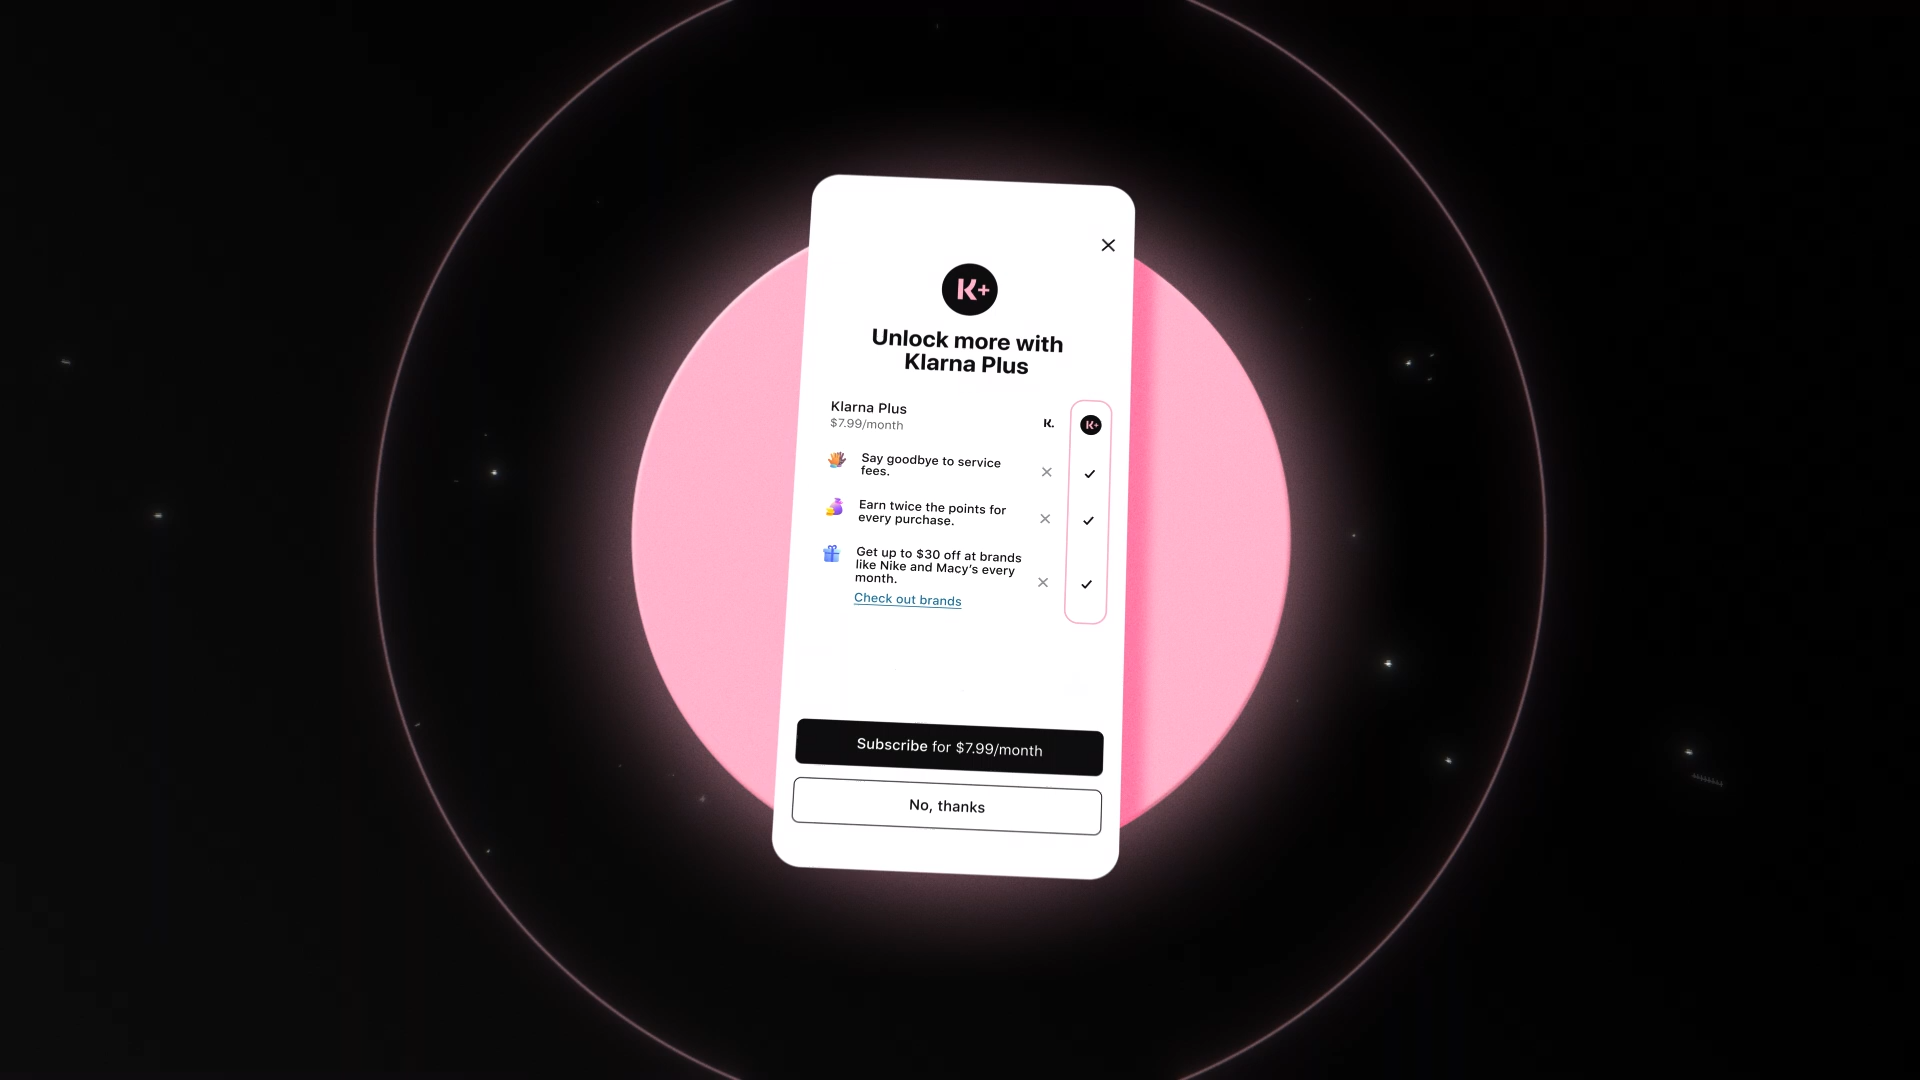 K+
Unlock more with
Klarna Plus
Klarna Plus
$7.99/month
K.
K+
Say goodbye to service
fees.
Earn twice the points for
every purchase.
Get up to $30 off at brands
like Nike and Macy's every
month.
Check out brands
Subscribe for $7.99/month
No, thanks